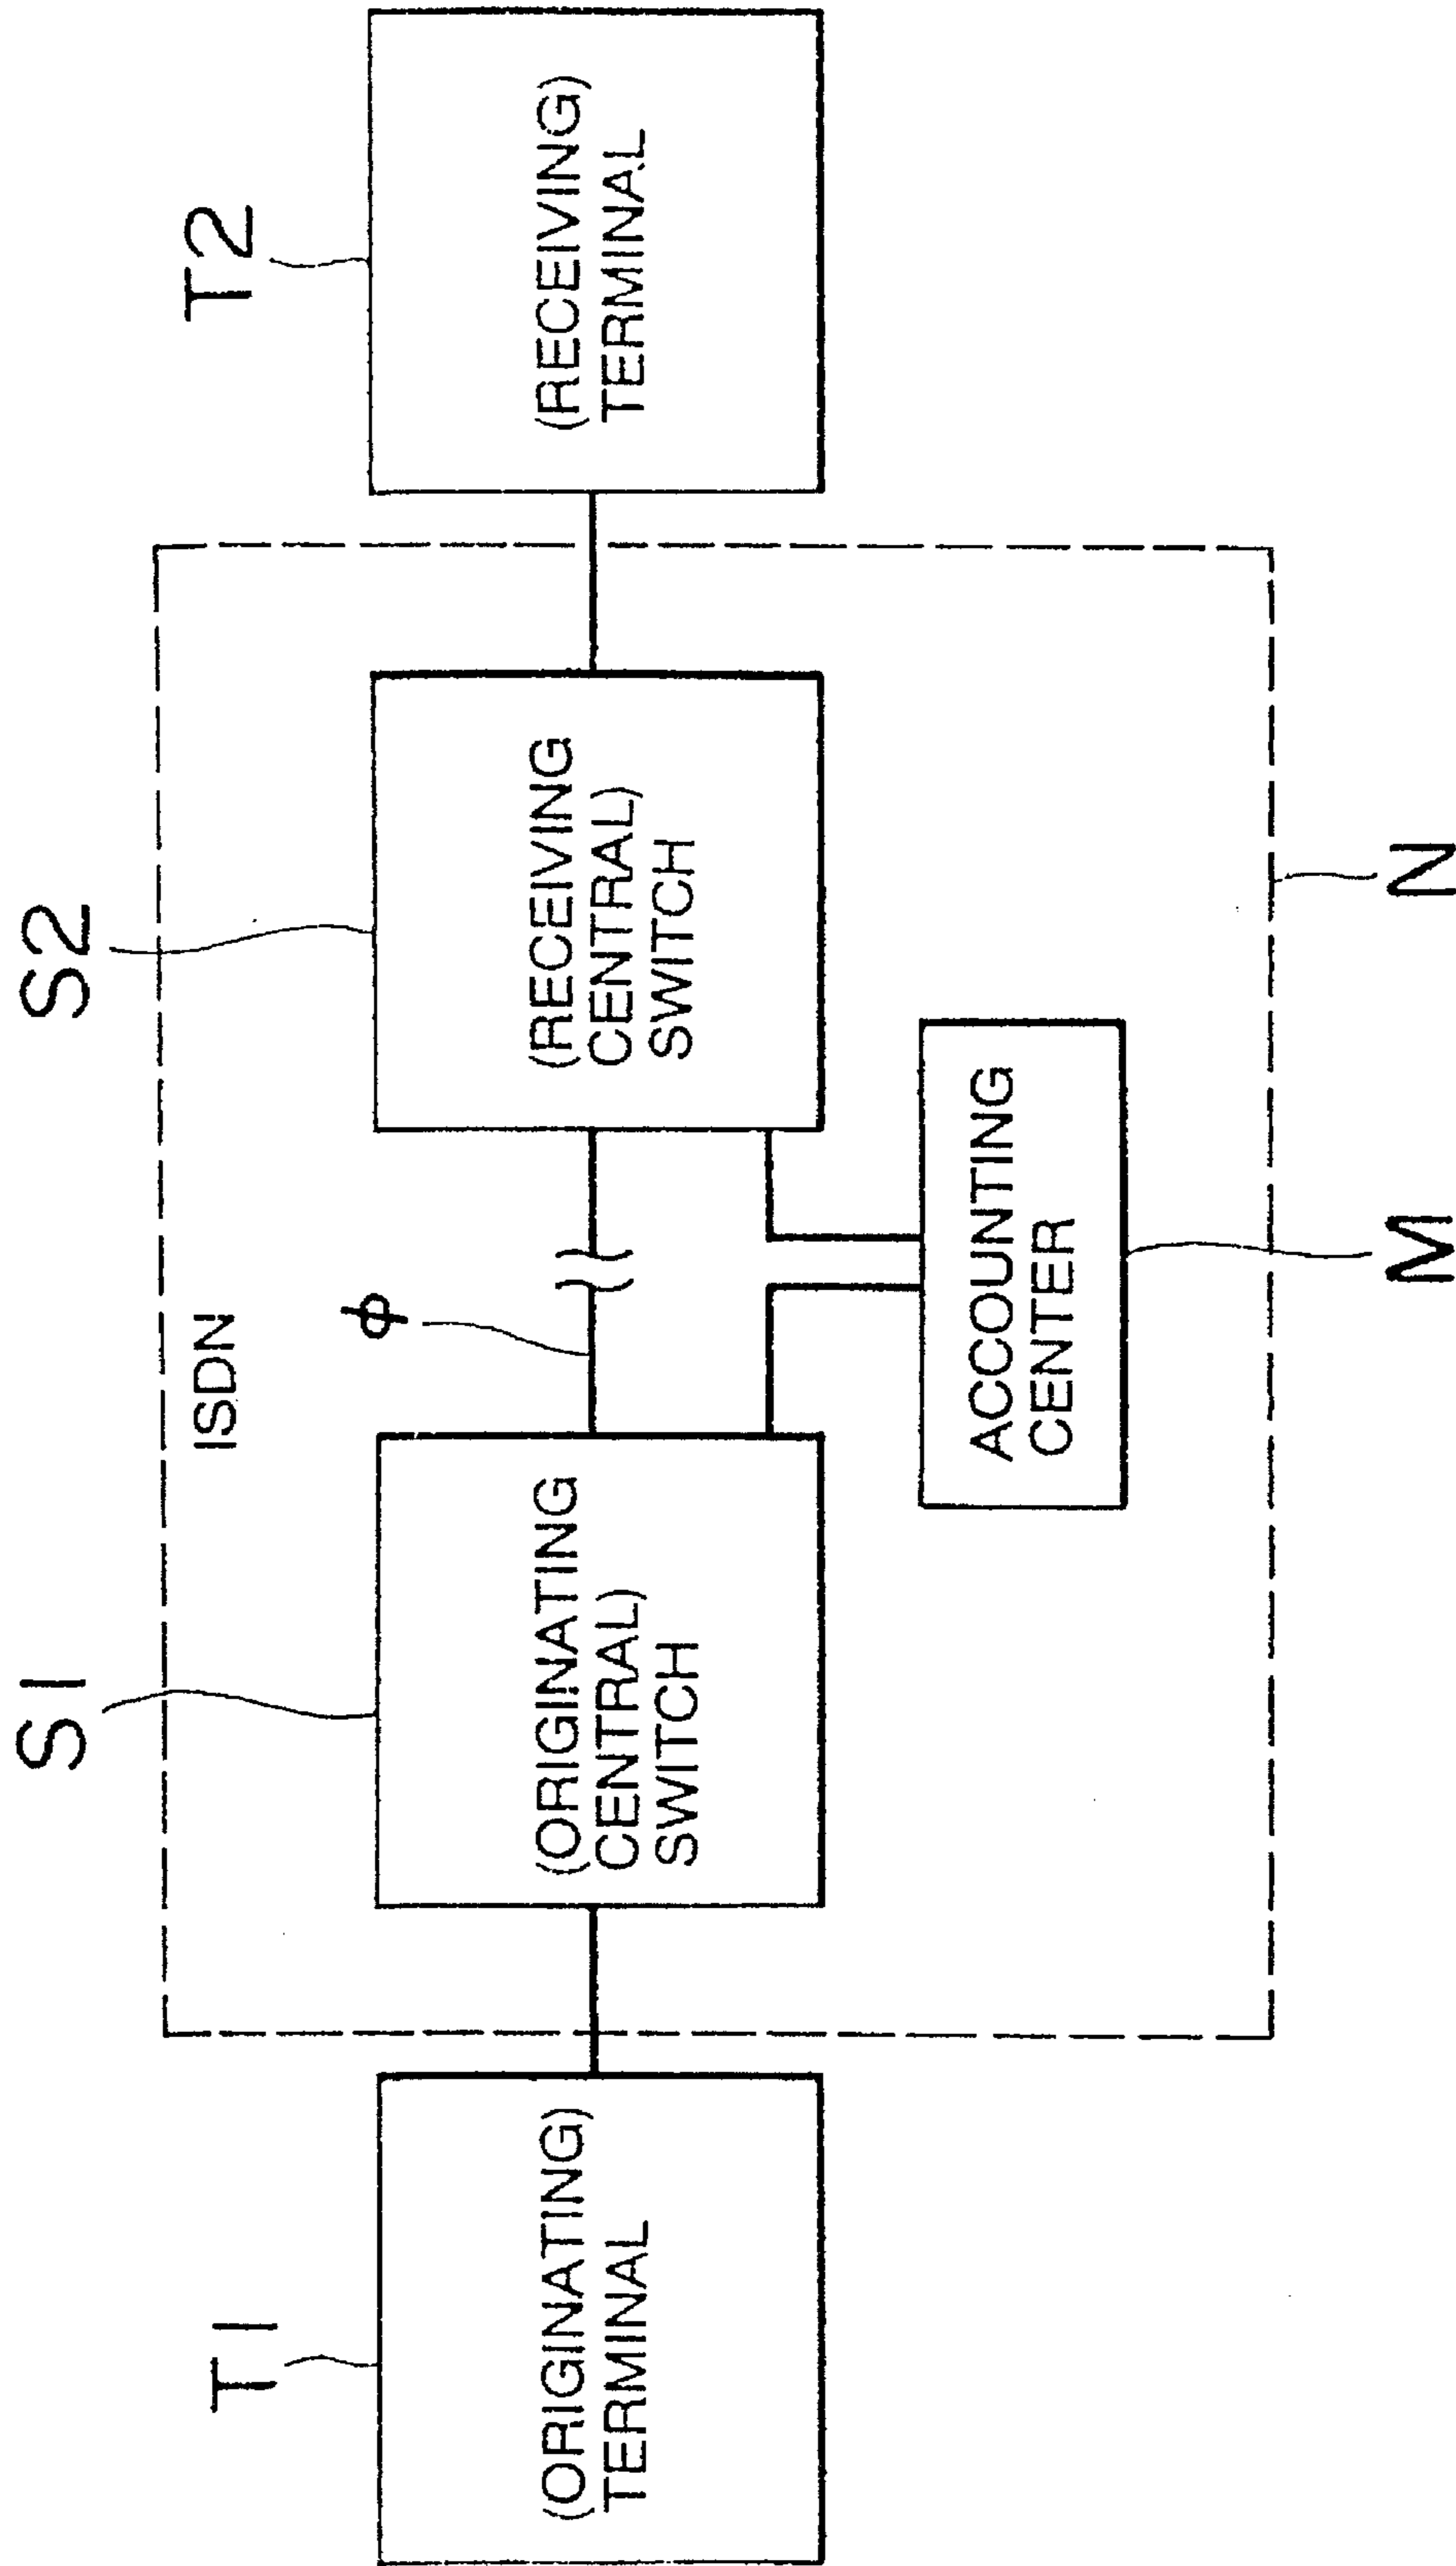 S1
S2
T1
T2
ISDN
φ
(ORIGINATING)
TERMINAL
(ORIGINATING
CENTRAL)
SWITCH
(RECEIVING
CENTRAL)
SWITCH
(RECEIVING)
TERMINAL
ACCOUNTING
CENTER
M
N